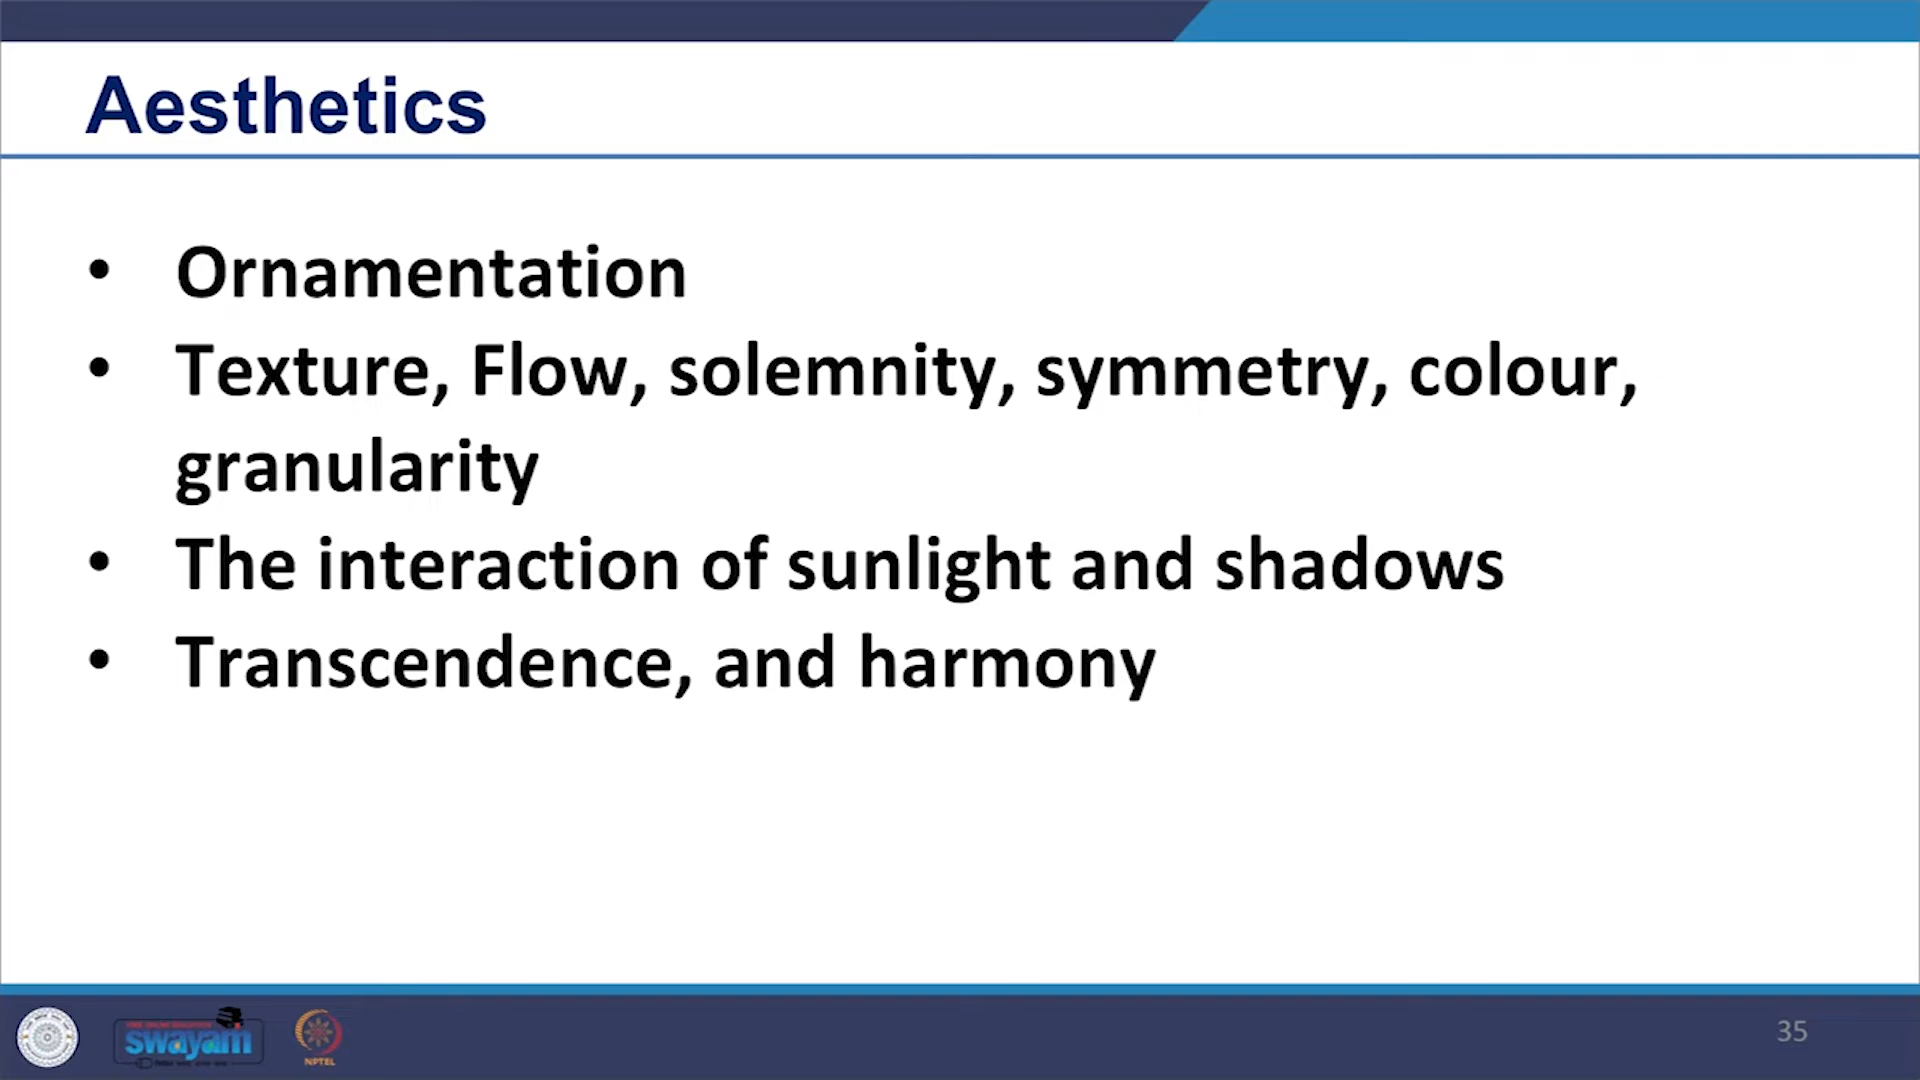 Aesthetics
• Ornamentation
• Texture, Flow, solemnity, symmetry, colour,
granularity
• The interaction of sunlight and shadows
• Transcendence, and harmony
swayam
NPTEL
35